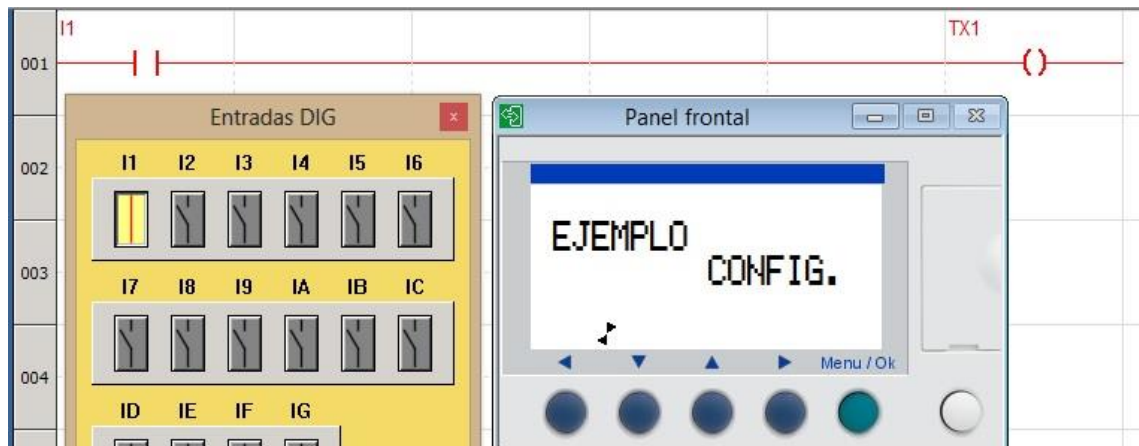 I1 TX1
001
Entradas DIG x
Panel frontal
002
I1 I2 I3 I4 I5 I6
EJEMPLO
CONFIG.
003
I7 I8 I9 IA IB IC
Menu / Ok
004
ID IE IF IG